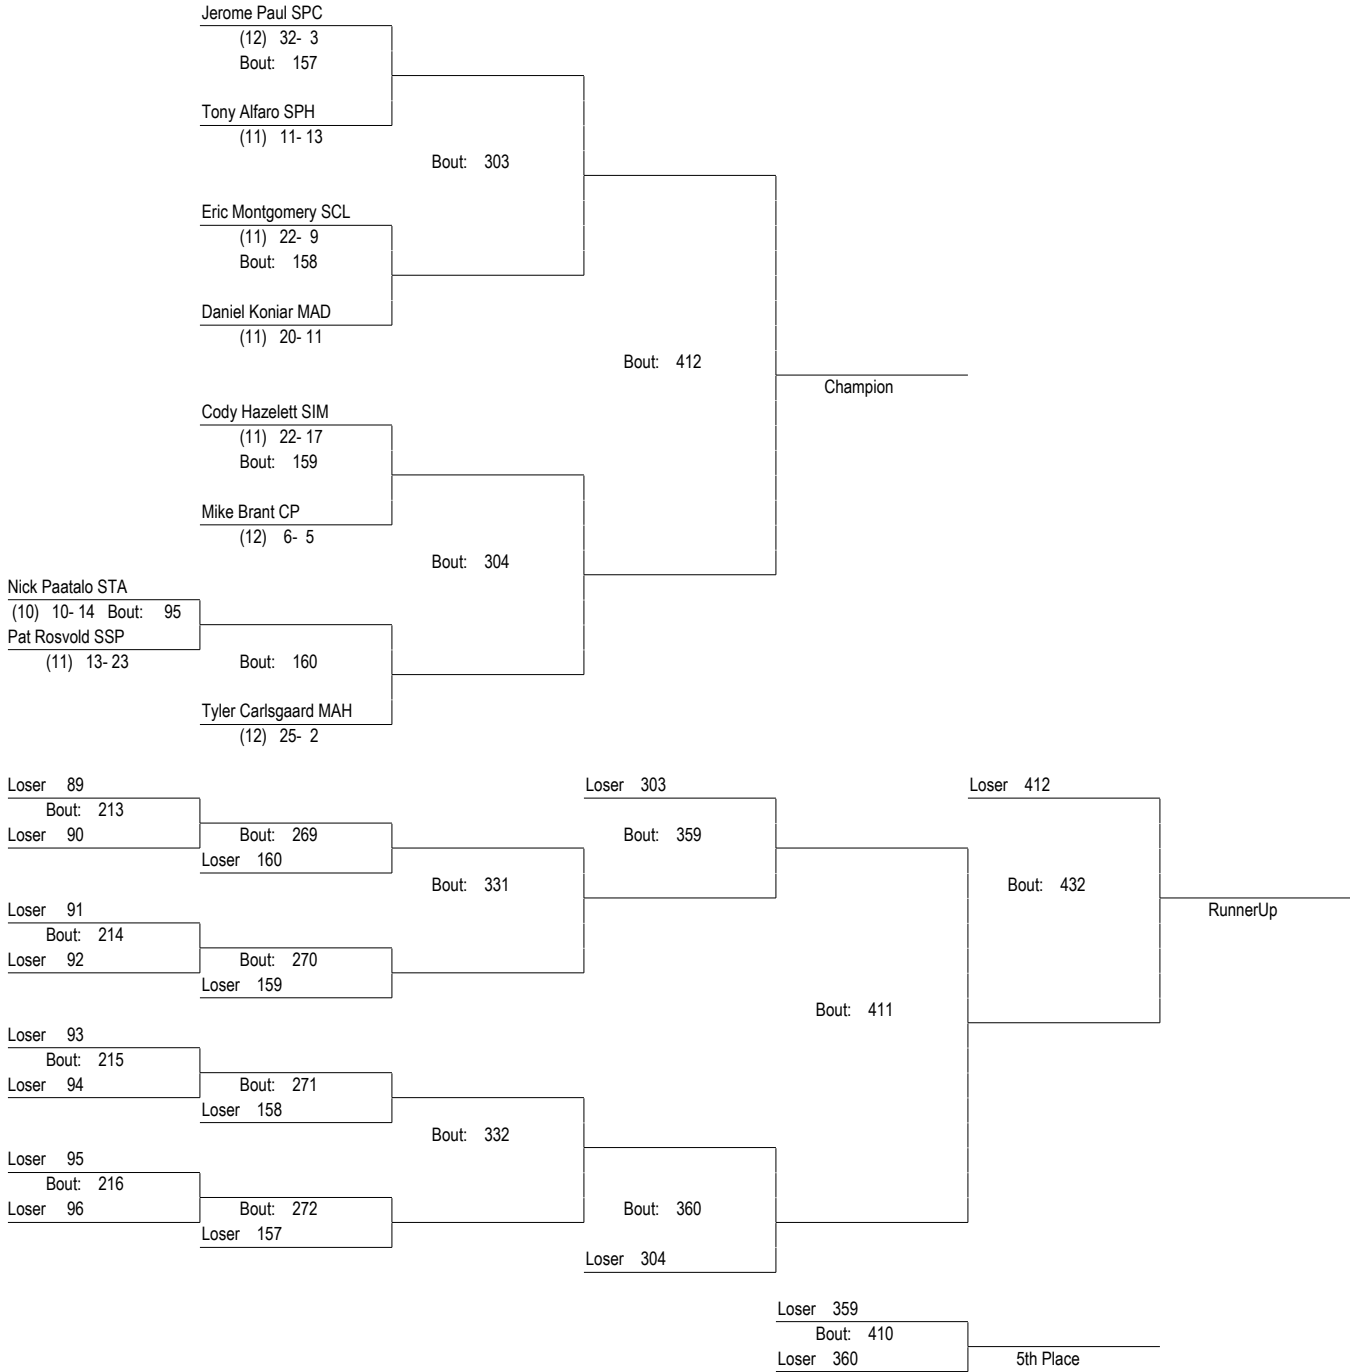 Jerome Paul SPC
(12) 32- 3
Bout: 157
Tony Alfaro SPH
(11) 11- 13
Bout: 303
Eric Montgomery SCL
(11) 22- 9
Bout: 158
Daniel Koniar MAD
(11) 20- 11
Bout: 412
Champion
Cody Hazelett SIM
(11) 22- 17
Bout: 159
Mike Brant CP
(12) 6- 5
Bout: 304
Nick Paatalo STA
(10) 10- 14 Bout: 95
Pat Rosvold SSP
(11) 13- 23
Bout: 160
Tyler Carlsgaard MAH
(12) 25- 2
Loser 89
Bout: 213
Loser 90
Bout: 269
Loser 160
Bout: 331
Loser 303
Bout: 359
Loser 412
Bout: 432
RunnerUp
Loser 91
Bout: 214
Loser 92
Bout: 270
Loser 159
Bout: 411
Loser 93
Bout: 215
Loser 94
Bout: 271
Loser 158
Bout: 332
Loser 95
Bout: 216
Loser 96
Bout: 272
Loser 157
Bout: 360
Loser 304
Loser 359
Bout: 410
Loser 360
5th Place